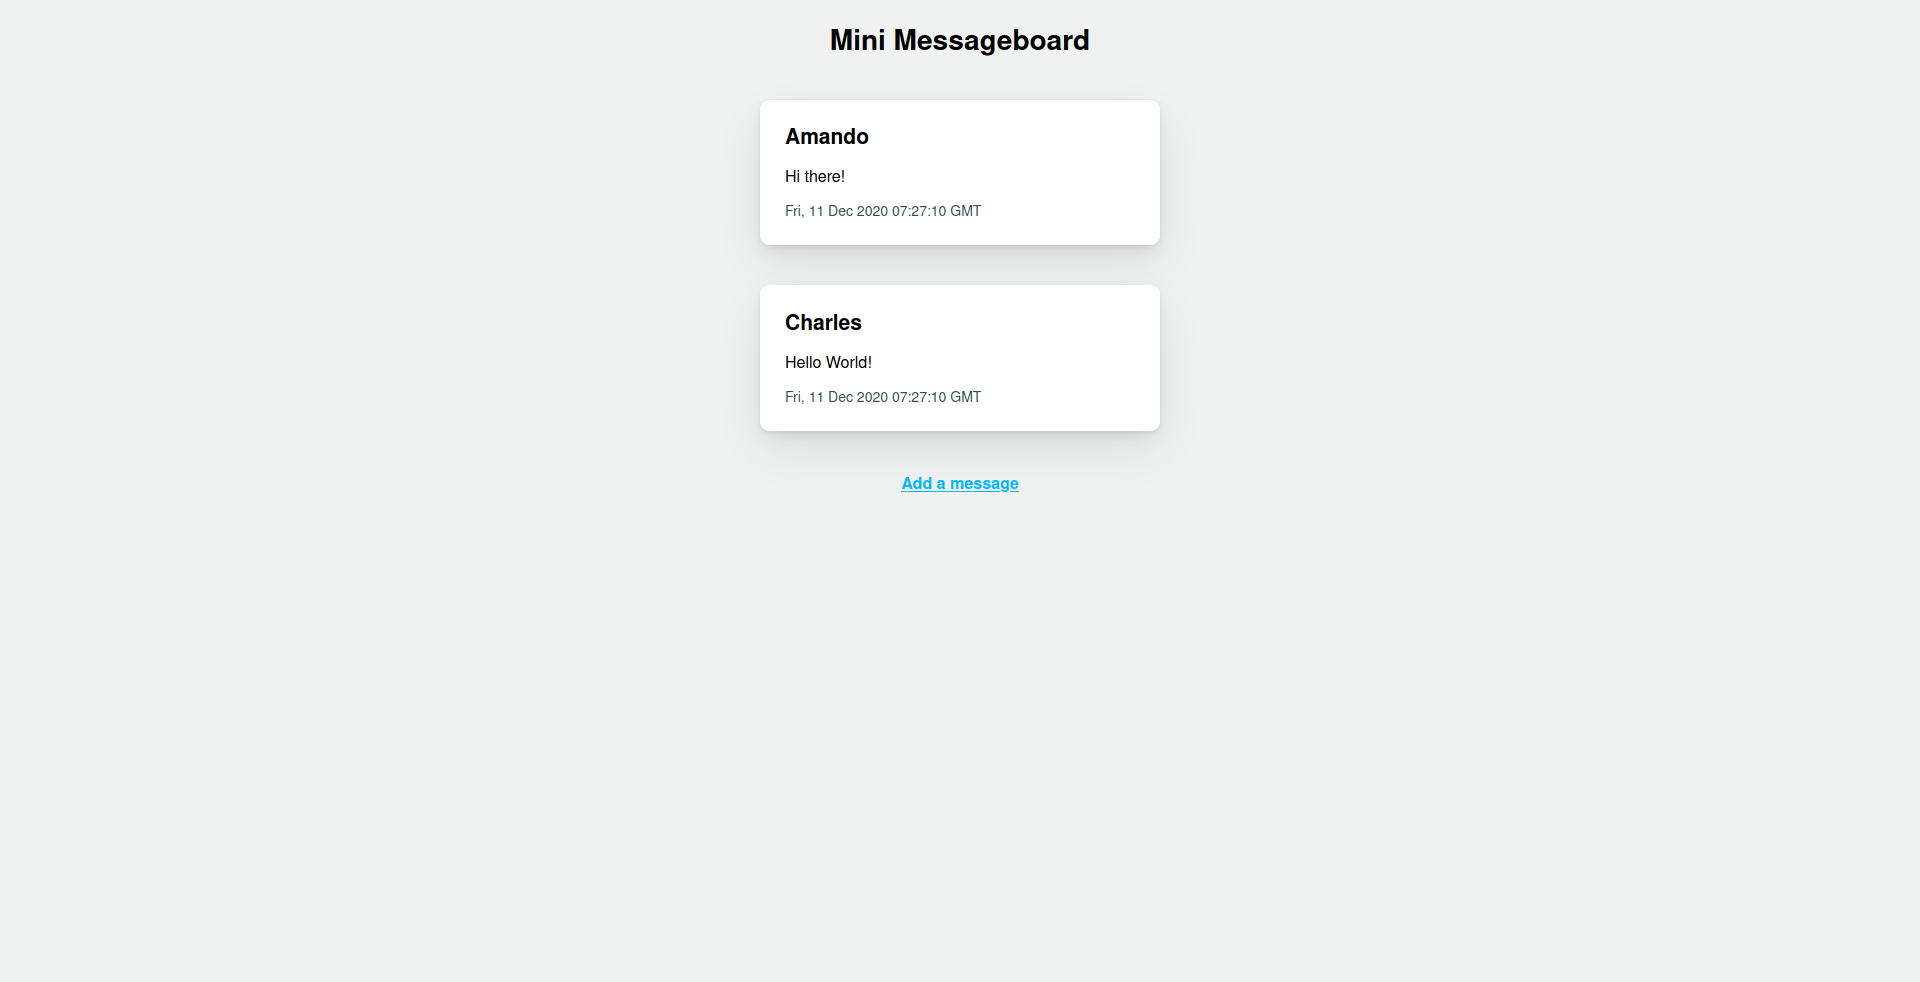 Mini Messageboard
Amando
Hi there!
Fri, 11 Dec 2020 07:27:10 GMT
Charles
Hello World!
Fri, 11 Dec 2020 07:27:10 GMT
Add a message